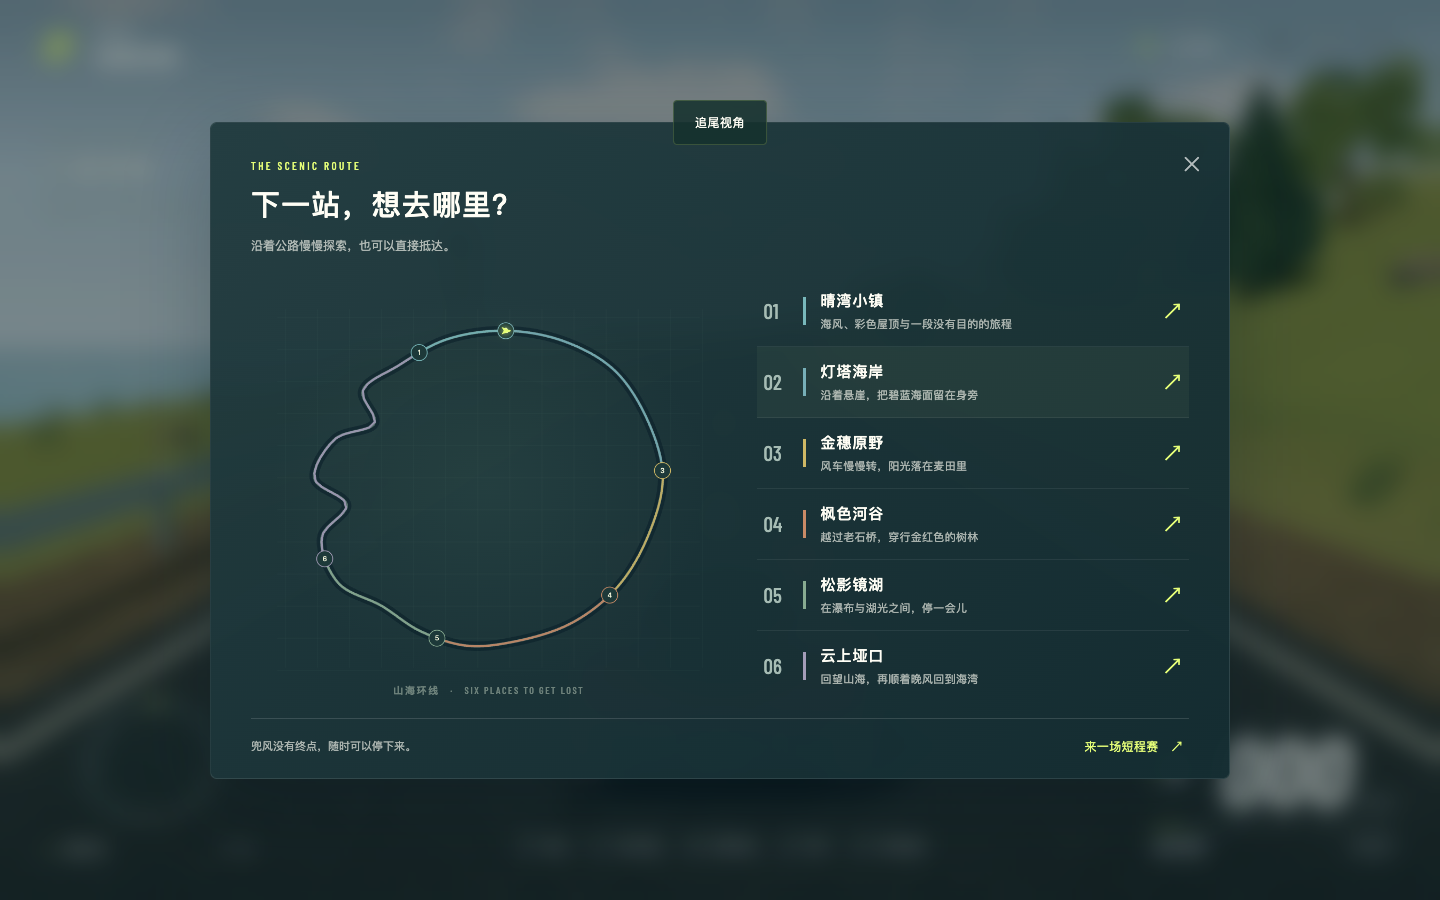 追尾视角
THE SCENIC ROUTE
下一站，想去哪里？
沿着公路慢慢探索，也可以直接抵达。
1
3
6
4
5
山海环线 · SIX PLACES TO GET LOST
01 晴湾小镇
海风、彩色屋顶与一段没有目的的旅程
02 灯塔海岸
沿着悬崖，把碧蓝海面留在身旁
03 金穗原野
风车慢慢转，阳光落在麦田里
04 枫色河谷
越过老石桥，穿行金红色的树林
05 松影镜湖
在瀑布与湖光之间，停一会儿
06 云上垭口
回望山海，再顺着晚风回到海湾
兜风没有终点，随时可以停下来。
来一场短程赛